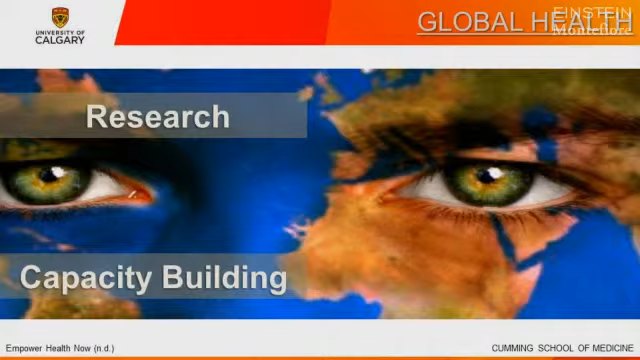 UNIVERSITY OF
CALGARY
GLOBAL HEALTH
EINSTEIN
Montefiore
Research
Capacity Building
Empower Health Now (n.d.)
CUMMING SCHOOL OF MEDICINE